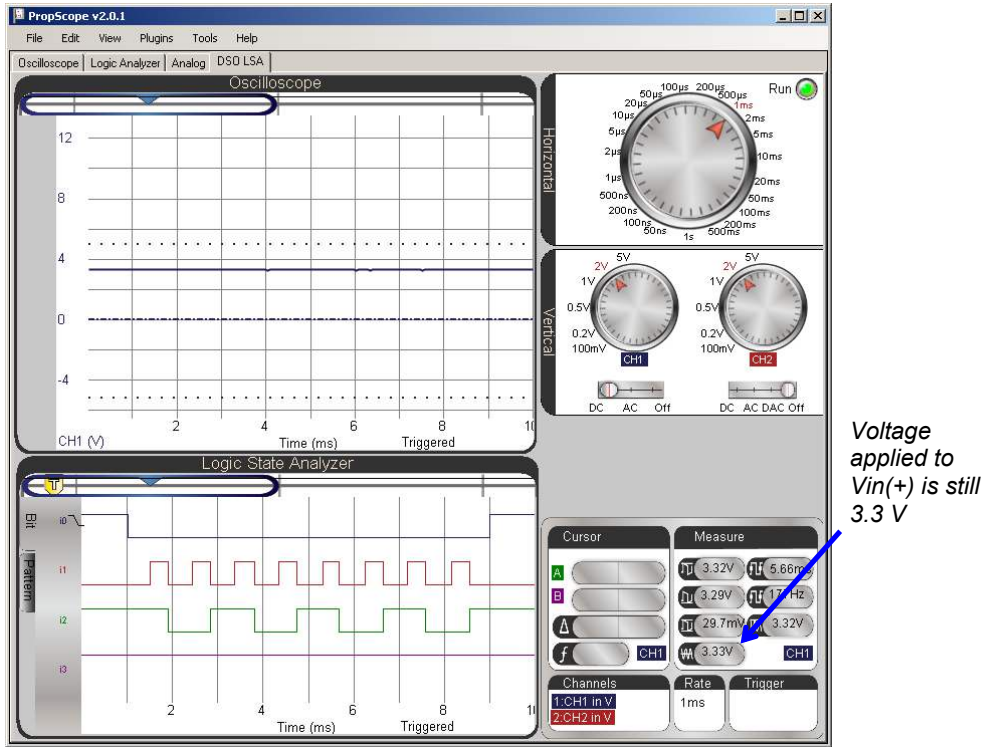 PropScope v2.0.1
File Edit View Plugins Tools Help
Oscilloscope Logic Analyzer Analog DSO LSA
Oscilloscope
12
8
4
0
-4
2 4 6 8 10
CH1 (V) Time (ms) Triggered
Horizontal
Run
50ns
100ns
200ns
500ns
1µs
2µs
5µs
10µs
20µs
50µs
100µs
200µs
500µs
1ms
2ms
5ms
10ms
20ms
50ms
100ms
200ms
500ms
1s
Vertical
5V
2V
1V
0.5V
0.2V
100mV
CH1
DC AC Off
5V
2V
1V
0.5V
0.2V
100mV
CH2
DC AC DAC Off
Logic State Analyzer
T
Bit
Pattern
i0
i1
i2
i3
2 4 6 8
Time (ms) Triggered
Cursor
A
B
Δ
f CH1
Measure
3.32V 5.66ms
3.29V Hz
29.7mV 3.32V
3.33V CH1
Channels
1:CH1 in V
2:CH2 in V
Rate
1ms
Trigger
Voltage
applied to
Vin(+) is still
3.3 V